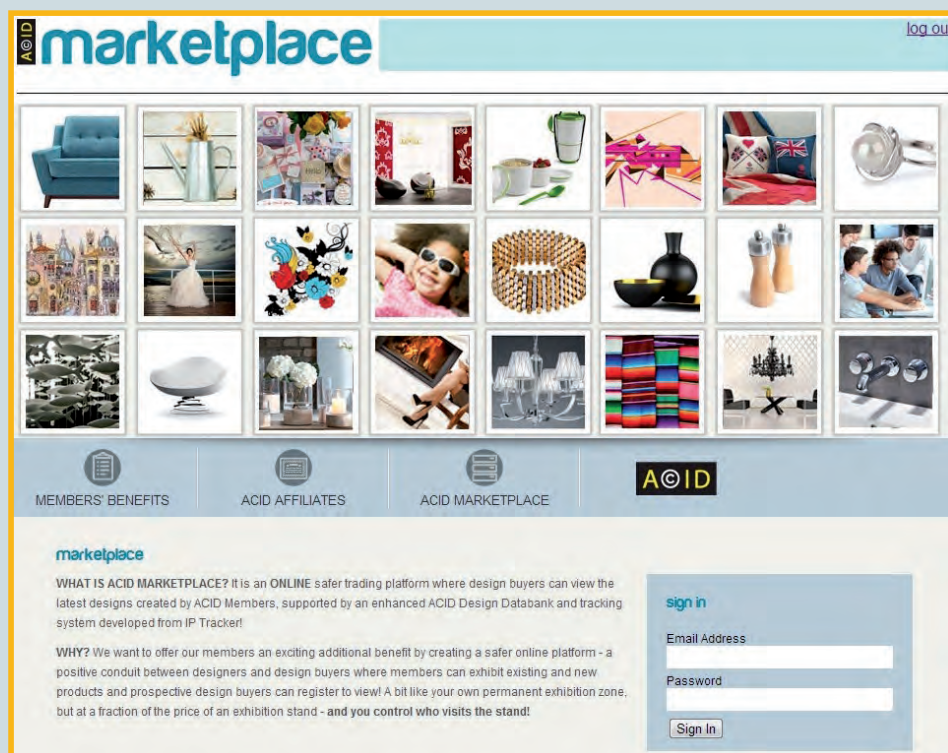 A©ID
marketplace
log ou
Hello
MEMBERS' BENEFITS
ACID AFFILIATES
ACID MARKETPLACE
A©ID
marketplace
WHAT IS ACID MARKETPLACE? It is an ONLINE safer trading platform where design buyers can view the
latest designs created by ACID Members, supported by an enhanced ACID Design Databank and tracking
system developed from IP Tracker!
WHY? We want to offer our members an exciting additional benefit by creating a safer online platform - a
positive conduit between designers and design buyers where members can exhibit existing and new
products and prospective design buyers can register to view! A bit like your own permanent exhibition zone,
but at a fraction of the price of an exhibition stand - and you control who visits the stand!
sign in
Email Address
Password
Sign In